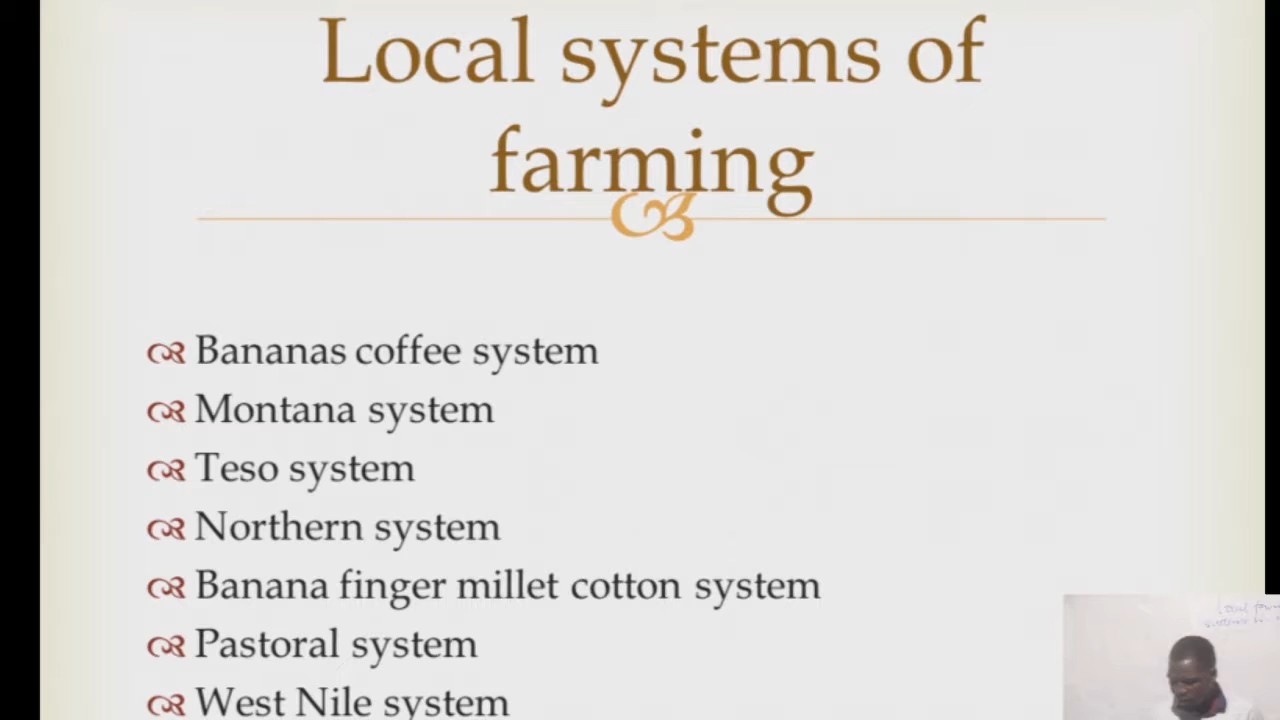 Local systems of
farming
Bananas coffee system
Montana system
Teso system
Northern system
Banana finger millet cotton system
Pastoral system
West Nile system
Local